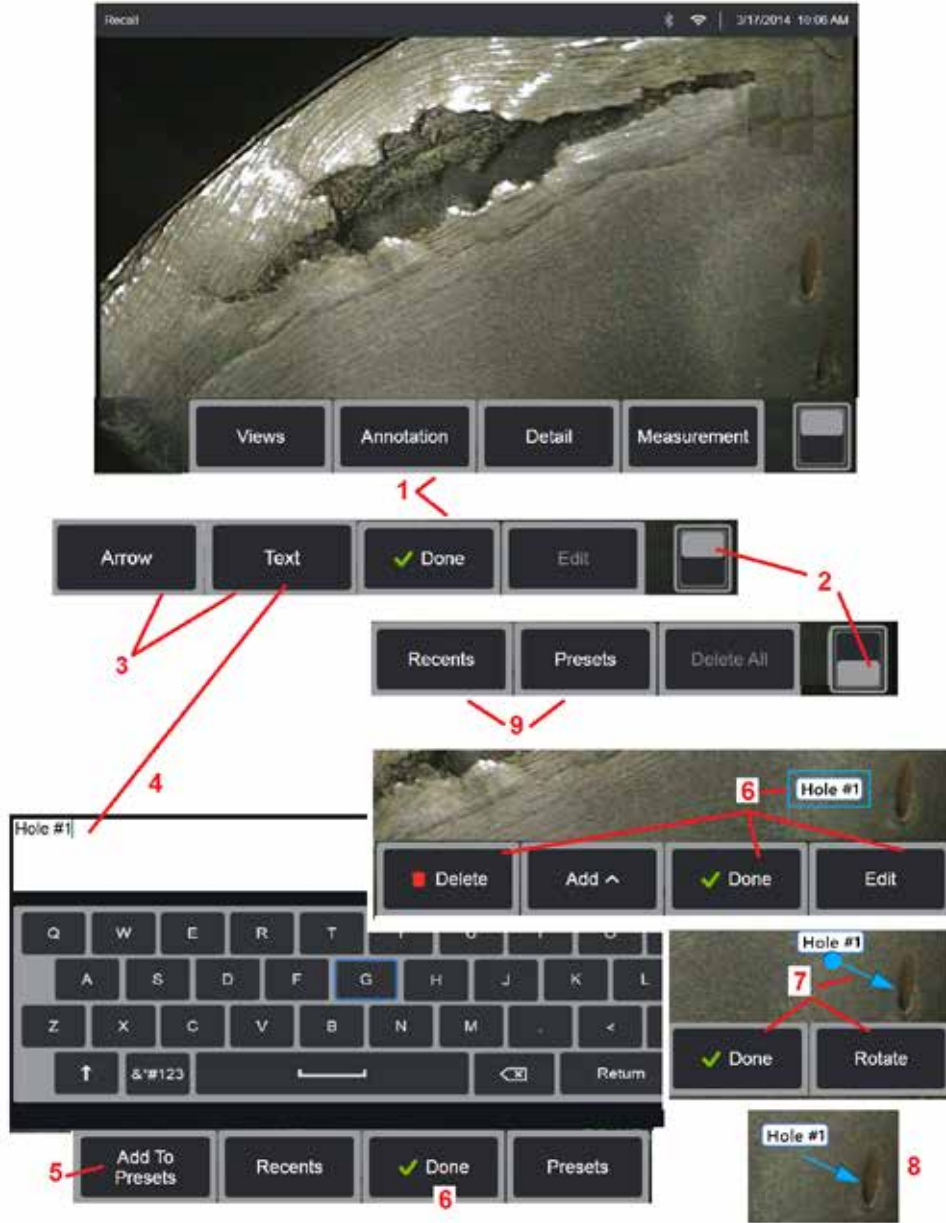 Recall 3/17/2014 10:06 AM
Views Annotation Detail Measurement
1
Arrow Text Done Edit
2
3
Recents Presets Delete All
9
4
6 Hole #1
Hole #1
Delete Add Done Edit
Q W E R T
Hole #1
A S D F G H J K L
7
Z X C V B N M . <
Done Rotate
&*#123 Return
Hole #1
8
5 Add To Presets Recents Done Presets
6